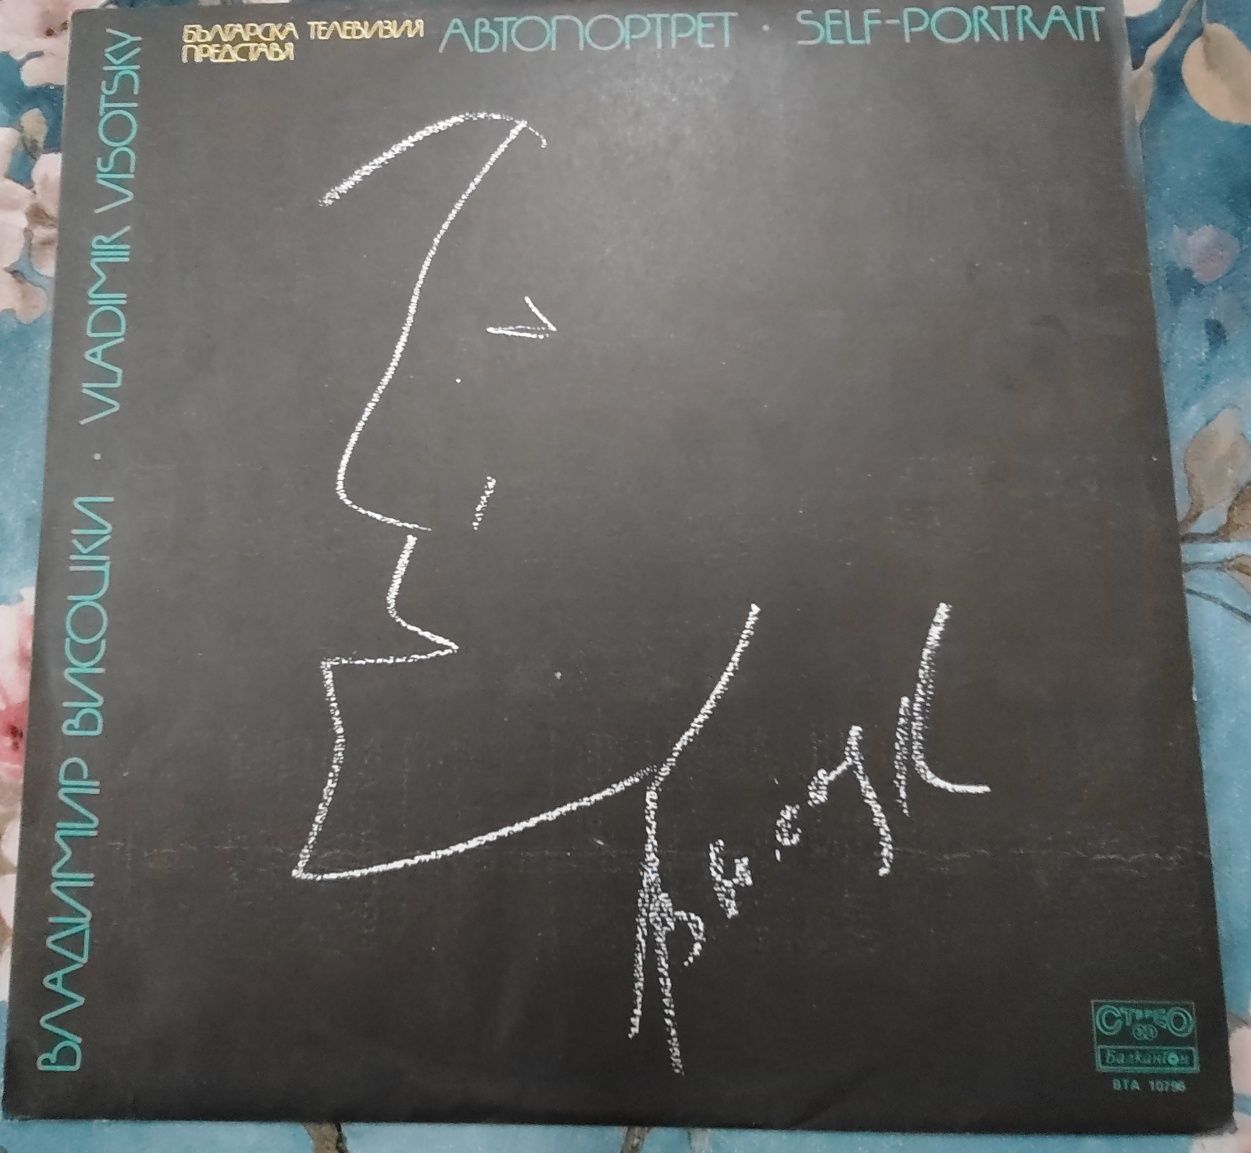 БЪЛГАРСКА ТЕЛЕВИЗИЯ
ПРЕДСТАВЯ
АВТОПОРТРЕТ · SELF-PORTRAIT
ВЛАДИМИР ВИСОЦКИ · VLADIMIR VISOTSKY
СТЕРЕО
Балкантон
ВТА 10796